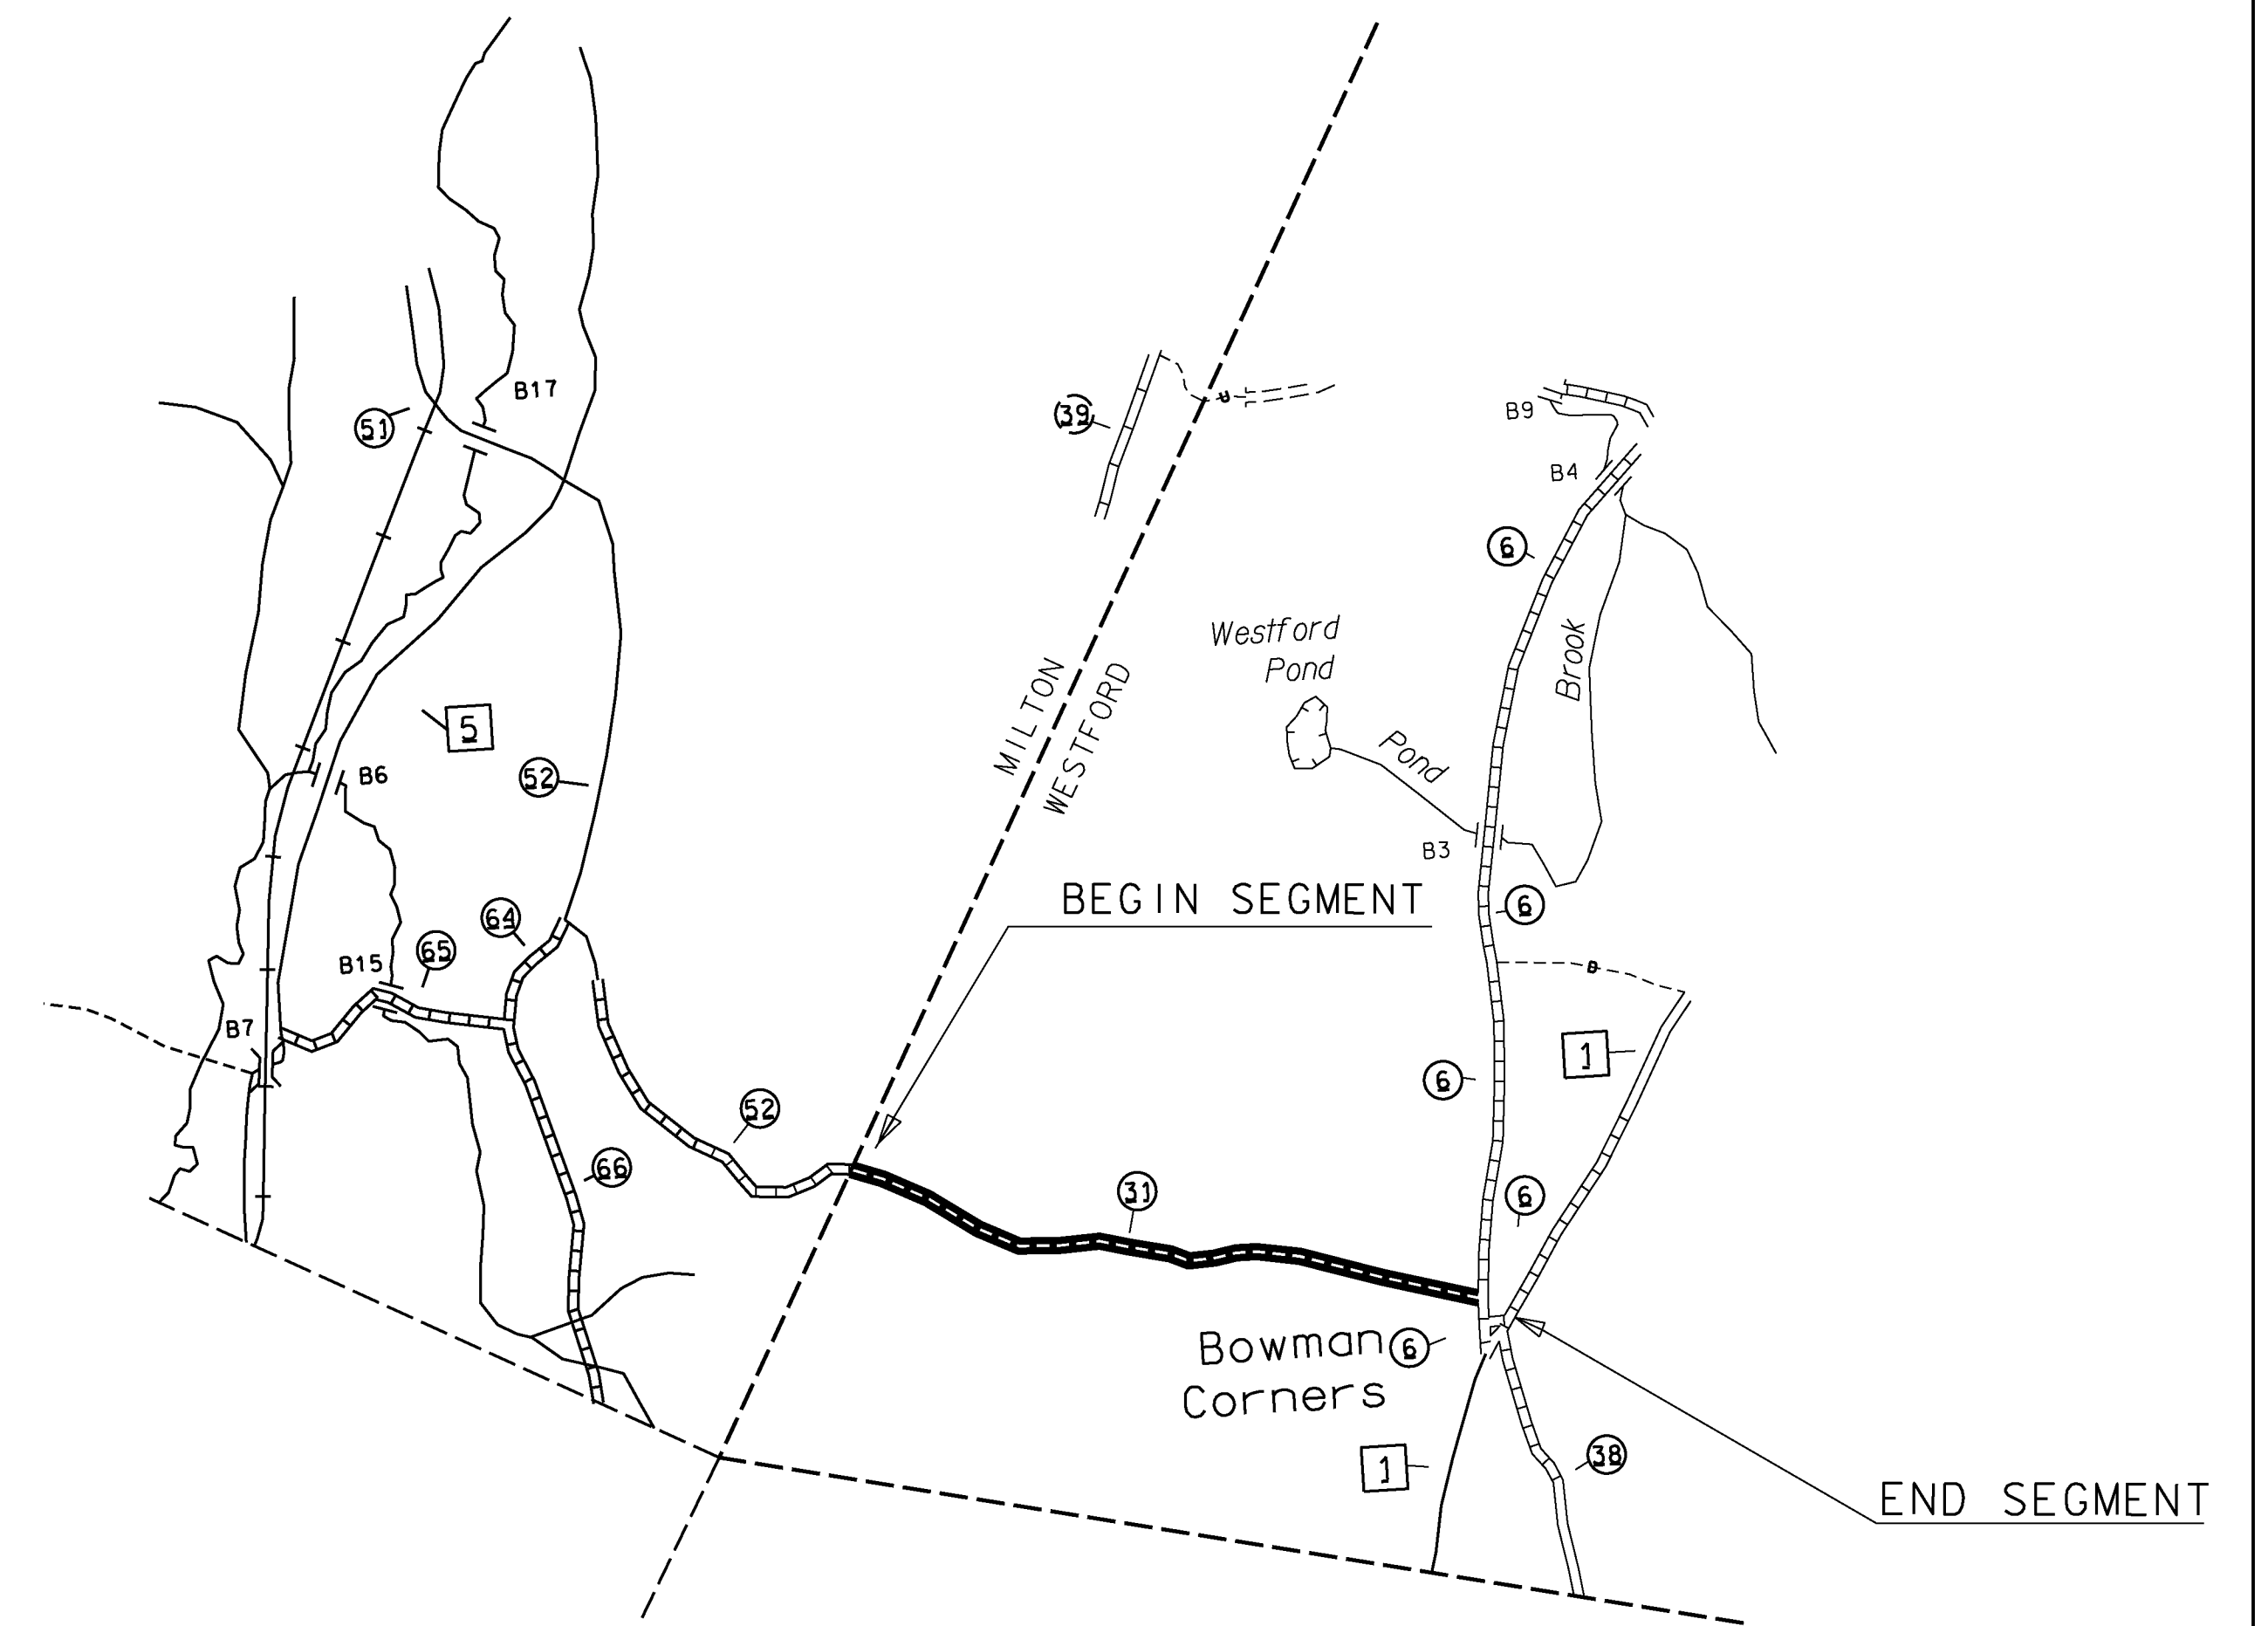 B17
51
39
B9
B4
6
Westford
Pond
Brook
MILTON
WESTFORD
5
B6
52
Pond
B3
BEGIN SEGMENT
6
64
65
B15
B7
1
6
52
66
31
6
Bowman
Corners
6
1
38
END SEGMENT